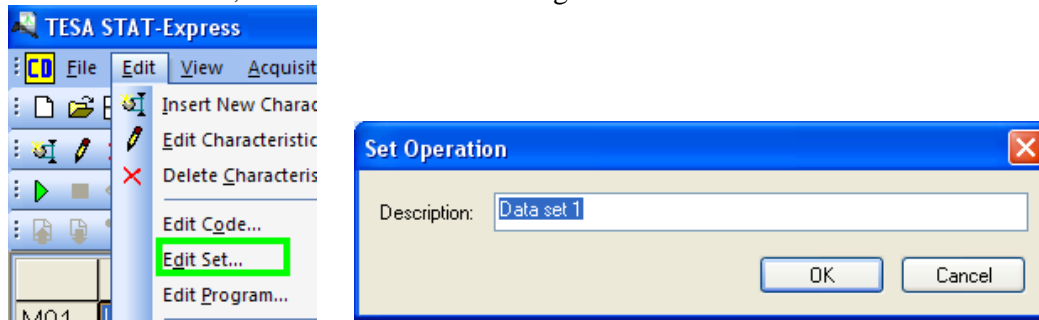 TESA STAT-Express
CD File Edit View Acquisit
Insert New Charac
Edit Characteristic
Delete Characteris
Edit Code...
Edit Set...
Edit Program...
M01
Set Operation
Description: Data set 1
OK Cancel